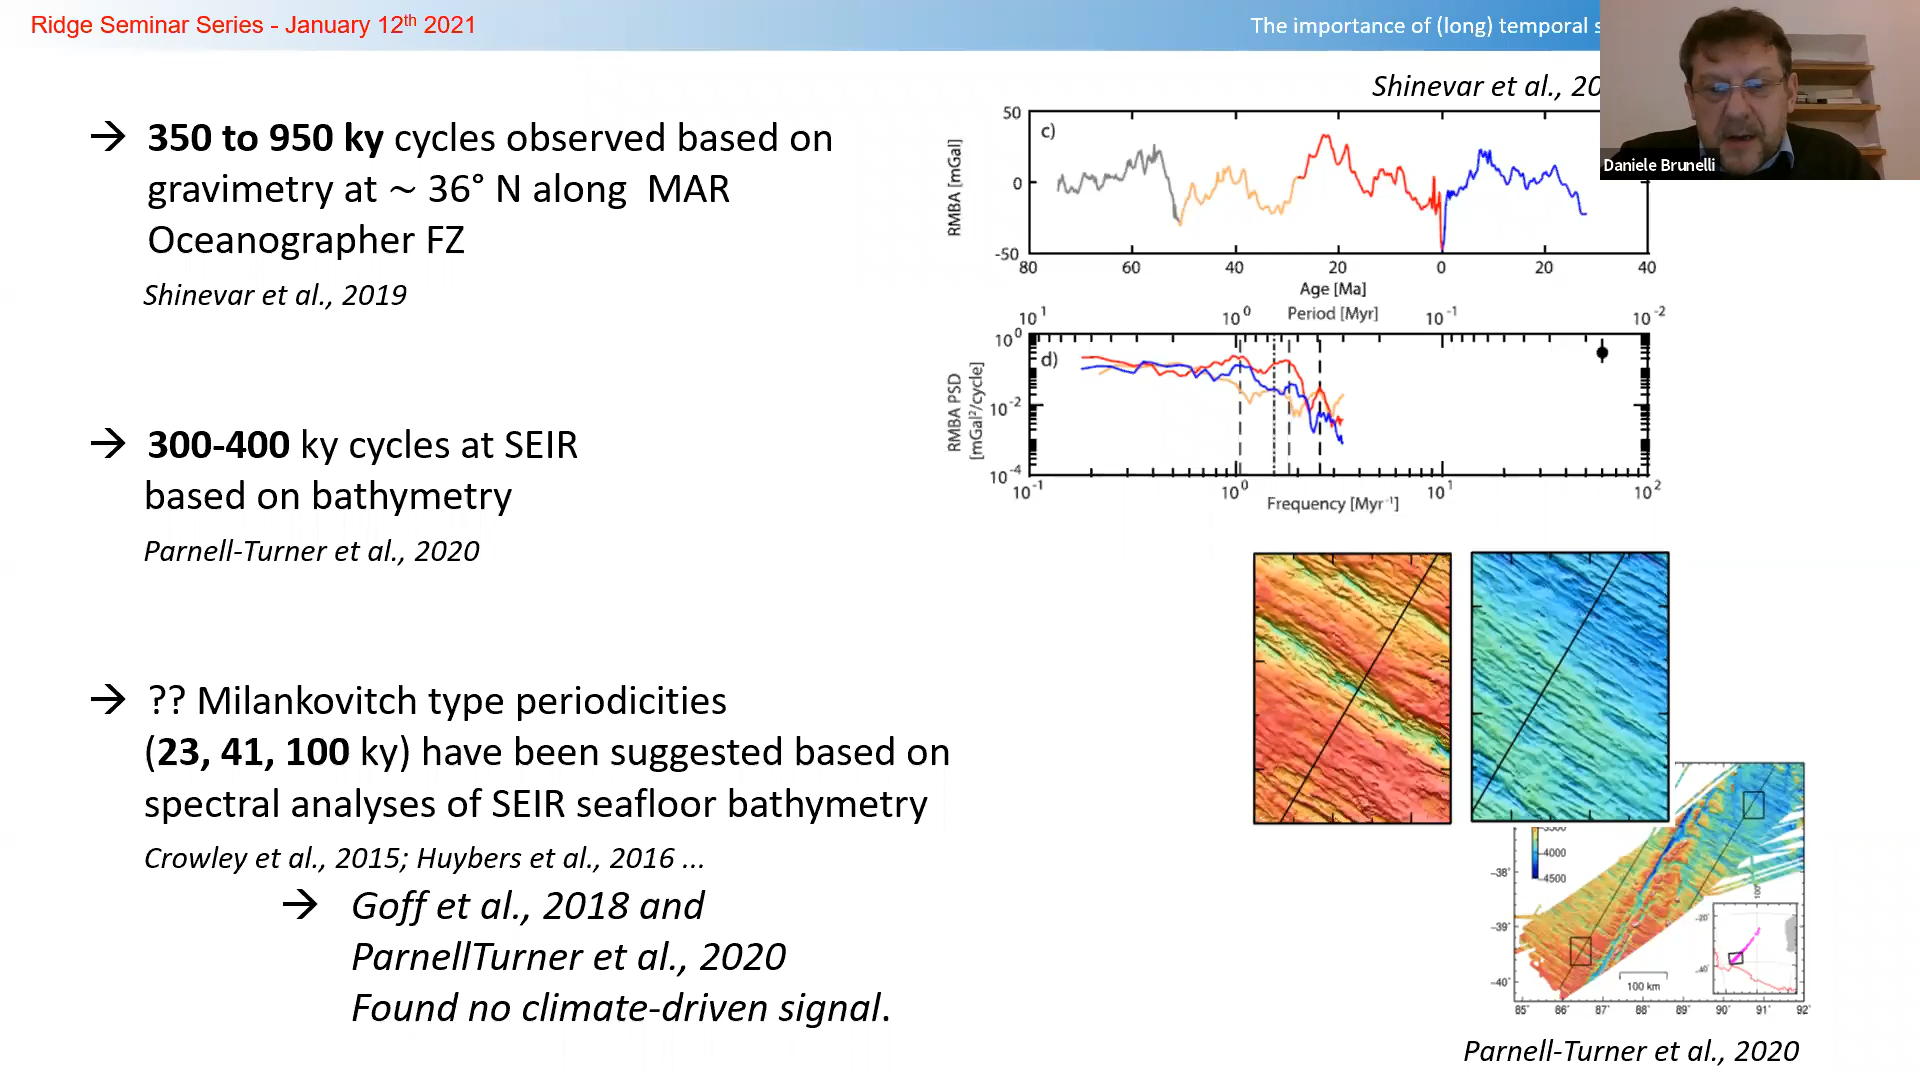 Ridge Seminar Series - January 12th 2021
The importance of (long) temporal
Daniele Brunelli
→ 350 to 950 ky cycles observed based on
gravimetry at ~ 36° N along MAR
Oceanographer FZ
Shinevar et al., 2019
→ 300-400 ky cycles at SEIR
based on bathymetry
Parnell-Turner et al., 2020
→ ?? Milankovitch type periodicities
(23, 41, 100 ky) have been suggested based on
spectral analyses of SEIR seafloor bathymetry
Crowley et al., 2015; Huybers et al., 2016 ...
→ Goff et al., 2018 and
ParnellTurner et al., 2020
Found no climate-driven signal.
Shinevar et al., 20
c)
RMBA [mGal]
50
0
-50
80 60 40 20 0 20 40
Age [Ma]
Period [Myr]
10^1 10^0 10^-1 10^-2
d)
RMBA PSD
[mGal²/cycle]
10^0
10^-2
10^-4
10^-1 10^0 10^1 10^2
Frequency [Myr^-1]
3500
4000
4500
-38°
-39°
-40°
100°
-20°
-40°
100 km
85° 86° 87° 88° 89° 90° 91° 92°
Parnell-Turner et al., 2020